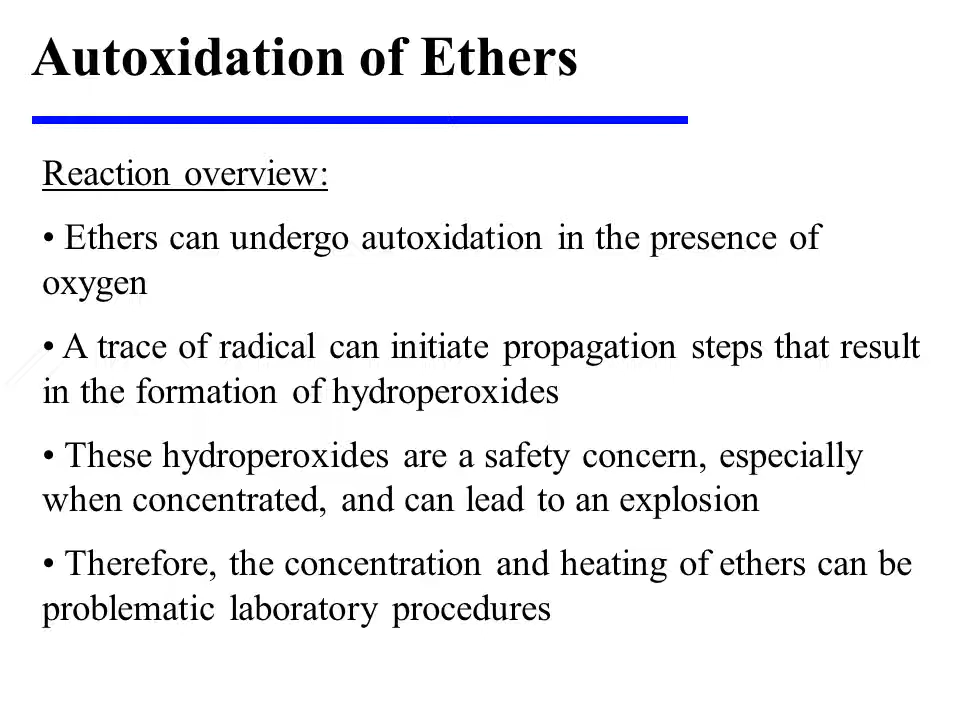 Autoxidation of Ethers
Reaction overview:
• Ethers can undergo autoxidation in the presence of
oxygen
• A trace of radical can initiate propagation steps that result
in the formation of hydroperoxides
• These hydroperoxides are a safety concern, especially
when concentrated, and can lead to an explosion
• Therefore, the concentration and heating of ethers can be
problematic laboratory procedures